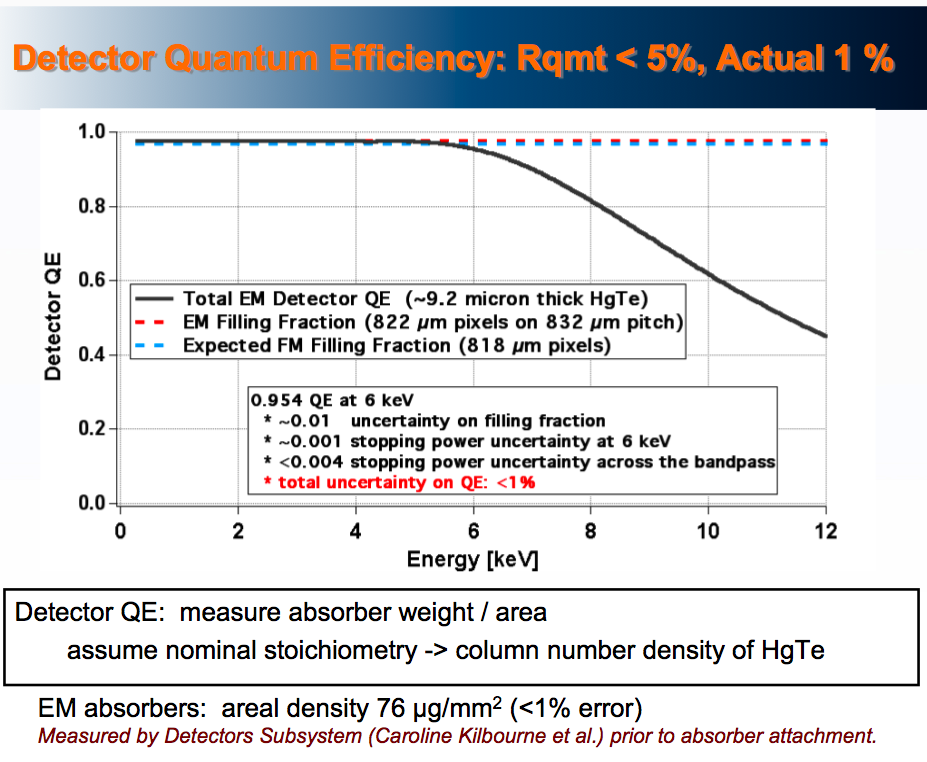 Detector Quantum Efficiency: Rqmt < 5%, Actual 1 %
1.0
0.8
0.6
0.4
0.2
0.0
Detector QE
Total EM Detector QE (~9.2 micron thick HgTe)
EM Filling Fraction (822 µm pixels on 832 µm pitch)
Expected FM Filling Fraction (818 µm pixels)
0.954 QE at 6 keV
* ~0.01 uncertainty on filling fraction
* ~0.001 stopping power uncertainty at 6 keV
* <0.004 stopping power uncertainty across the bandpass
* total uncertainty on QE: <1%
0 2 4 6 8 10 12
Energy [keV]
Detector QE: measure absorber weight / area
assume nominal stoichiometry -> column number density of HgTe
EM absorbers: areal density 76 µg/mm² (<1% error)
Measured by Detectors Subsystem (Caroline Kilbourne et al.) prior to absorber attachment.